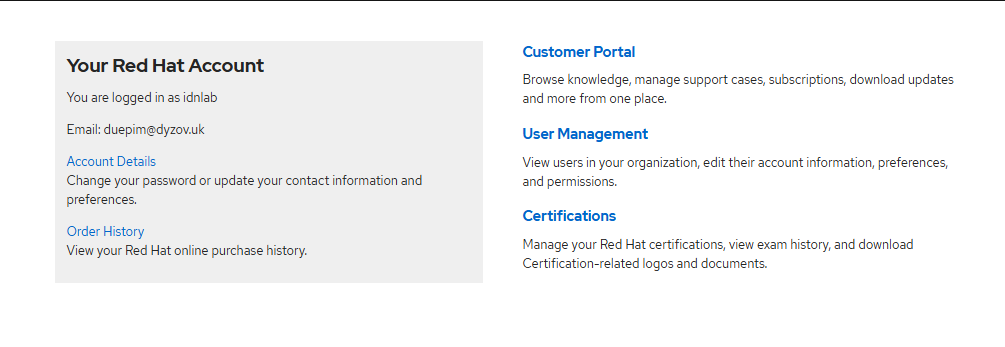 Your Red Hat Account
You are logged in as idnlab
Email: duepim@dyzov.uk
Account Details
Change your password or update your contact information and
preferences.
Order History
View your Red Hat online purchase history.
Customer Portal
Browse knowledge, manage support cases, subscriptions, download updates
and more from one place.
User Management
View users in your organization, edit their account information, preferences,
and permissions.
Certifications
Manage your Red Hat certifications, view exam history, and download
Certification-related logos and documents.